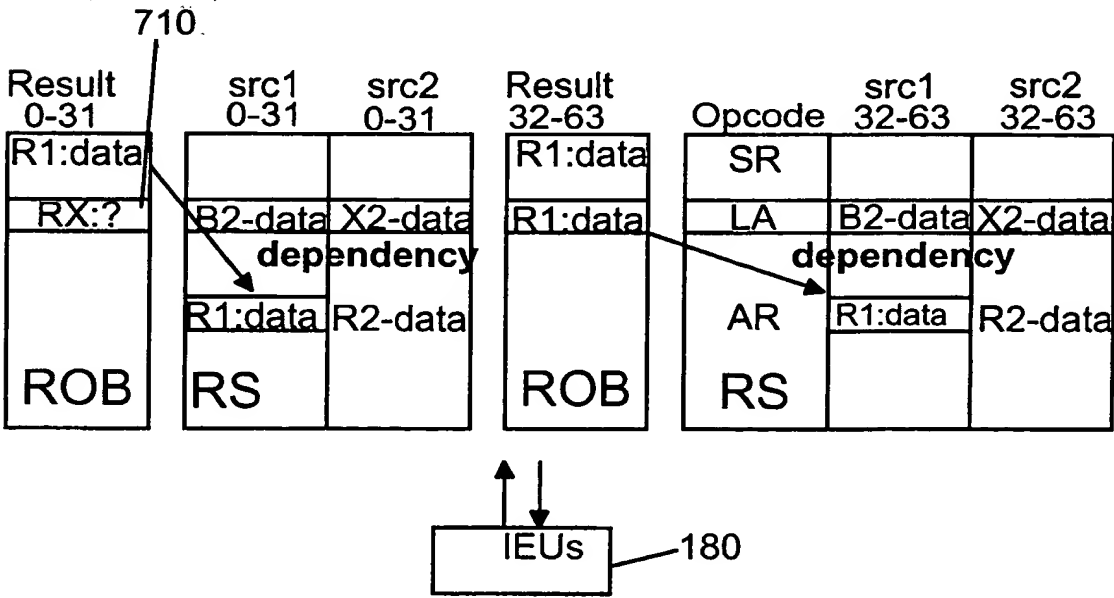 710
Result src1 src2 Result src1 src2
0-31 0-31 0-31 32-63 Opcode 32-63 32-63
R1:data R1:data SR
RX:? B2-data X2-data R1:data LA B2-data X2-data
dependency dependency
R1:data R2-data AR R1:data R2-data
ROB RS ROB RS
IEUs 180